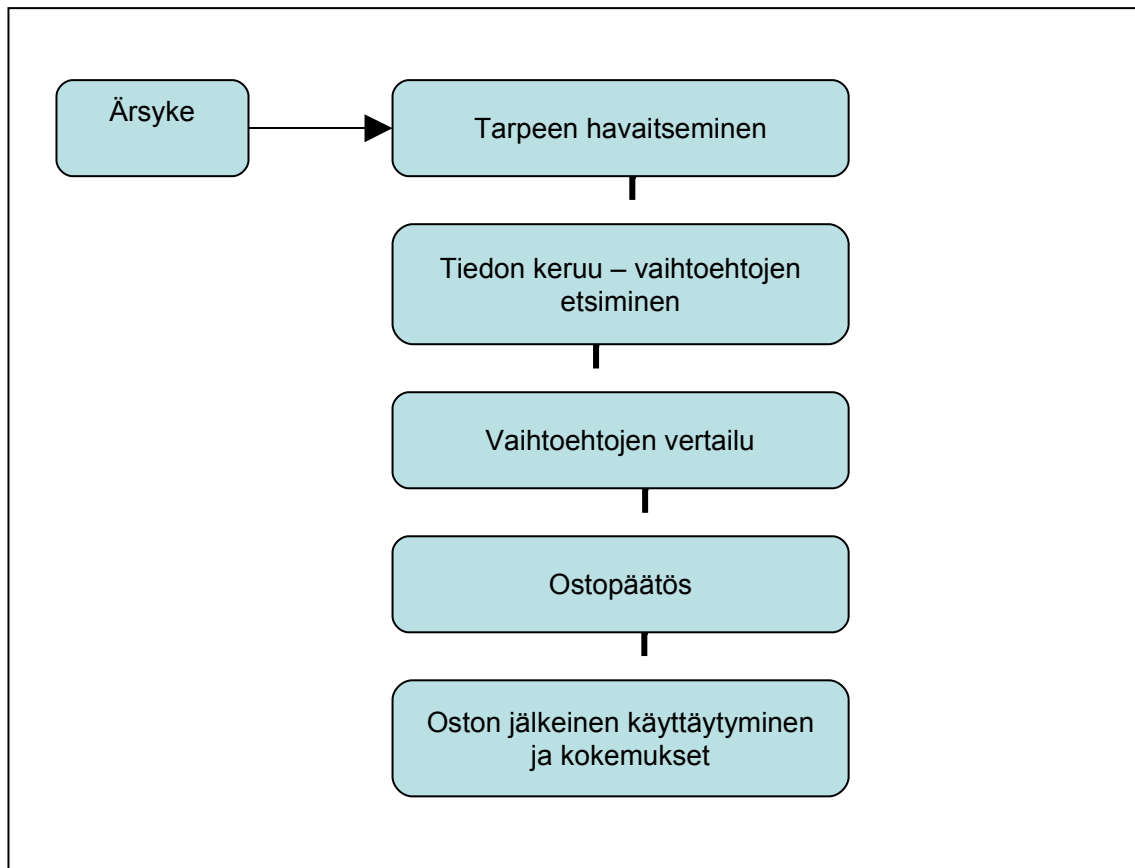 Ärsyke
Tarpeen havaitseminen
Tiedon keruu – vaihtoehtojen
etsiminen
Vaihtoehtojen vertailu
Ostopäätös
Oston jälkeinen käyttäytyminen
ja kokemukset